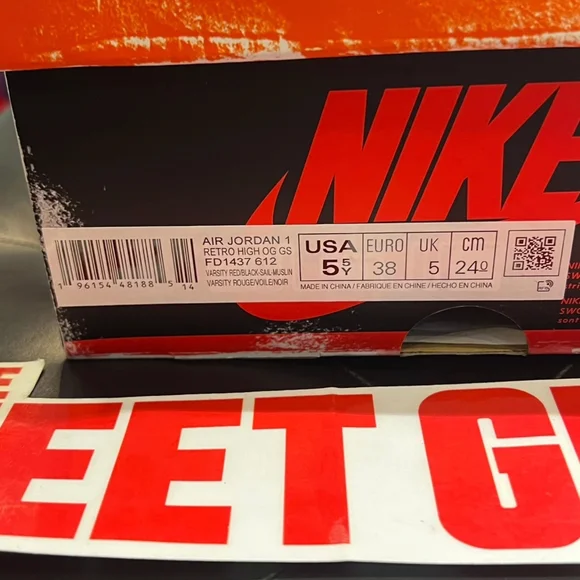 NIKE
AIR JORDAN 1
RETRO HIGH OG GS
FD1437 612
VARSITY RED/BLACK-SAIL-MUSLIN
VARSITY ROUGE/VOILE/NOIR
USA EURO UK cm
5 5 Y 38 5 24 0
1 96154 48188 5 14
MADE IN CHINA / FABRIQUE EN CHINE / HECHO EN CHINA
EET G